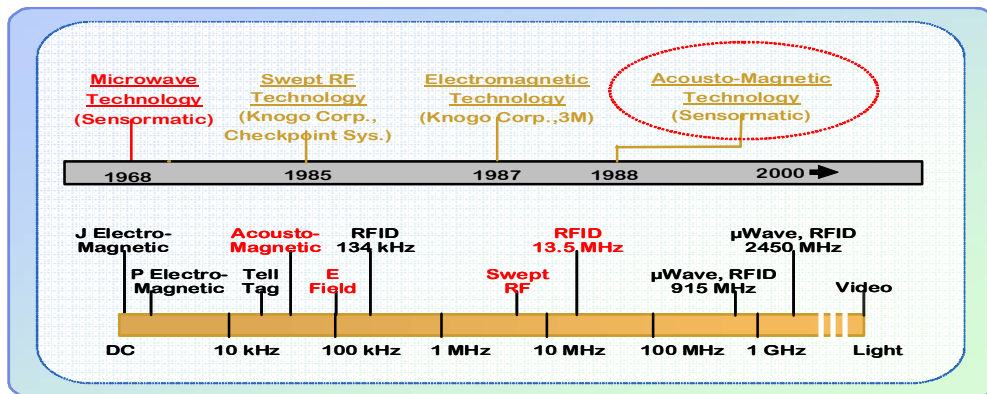 Microwave
Technology
(Sensormatic)
Swept RF
Technology
(Knogo Corp.,
Checkpoint Sys.)
Electromagnetic
Technology
(Knogo Corp.,3M)
Acousto-Magnetic
Technology
(Sensormatic)
1968
1985
1987
1988
2000
J Electro-
Magnetic
P Electro-
Magnetic
Tell
Tag
Acousto-
Magnetic
E
Field
RFID
134 kHz
Swept
RF
RFID
13.5 MHz
µWave, RFID
915 MHz
µWave, RFID
2450 MHz
Video
DC
10 kHz
100 kHz
1 MHz
10 MHz
100 MHz
1 GHz
Light